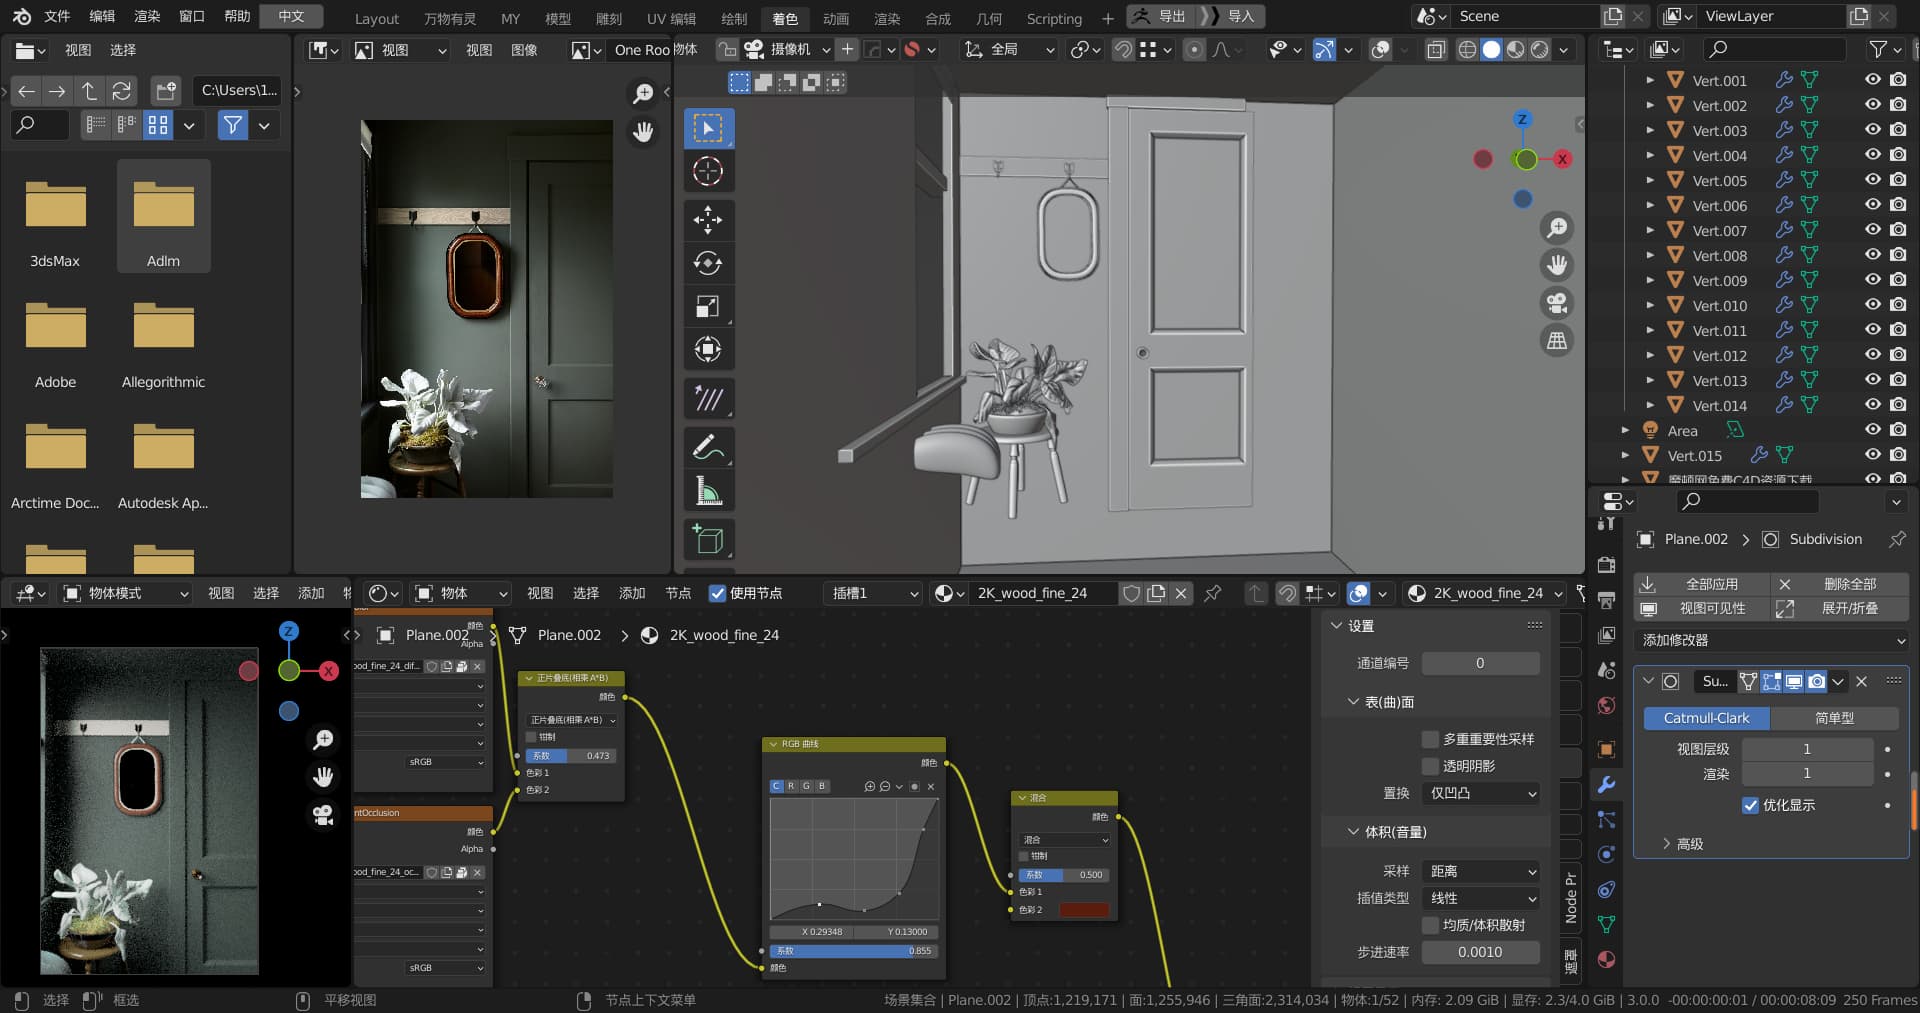 文件 编辑 渲染 窗口 帮助 中文
Layout 万物有灵 MY 模型 雕刻 UV 编辑 绘制 着色 动画 渲染 合成 几何 Scripting
导出 导入
Scene
ViewLayer
视图 选择
C:\Users\1...
3dsMax
Adlm
Adobe
Allegorithmic
Arctime Doc...
Autodesk Ap...
视图 视图 图像
One Roo
物体
摄像机
全局
Z
X
Vert.001
Vert.002
Vert.003
Vert.004
Vert.005
Vert.006
Vert.007
Vert.008
Vert.009
Vert.010
Vert.011
Vert.012
Vert.013
Vert.014
Area
Vert.015
摩顿网免费C4D资源下载
Plane.002 > Subdivision
全部应用 删除全部
视图可见性 展开/折叠
添加修改器
Su...
Catmull-Clark 简单型
视图层级 1
渲染 1
优化显示
高级
物体模式 视图 选择 添加
Z
X
物体 视图 选择 添加 节点 使用节点 插槽1 2K_wood_fine_24
2K_wood_fine_24
Plane.002 > Plane.002 > 2K_wood_fine_24
颜色
Alpha
ood_fine_24_dif...
sRGB
ntOcclusion
颜色
Alpha
ood_fine_24_oc...
sRGB
正片叠底(相乘 A*B)
颜色
正片叠底(相乘 A*B)
钳制
系数 0.473
色彩 1
色彩 2
RGB 曲线
颜色
C R G B
X 0.29348 Y 0.13000
系数 0.855
颜色
混合
颜色
混合
钳制
系数 0.500
色彩 1
色彩 2
设置
通道编号 0
表(曲)面
多重重要性采样
透明阴影
置换 仅凹凸
体积(音量)
采样 距离
插值类型 线性
均质/体积散射
步进速率 0.0010
Node Pr
遮罩
选择 框选 平移视图 节点上下文菜单
场景集合 | Plane.002 | 顶点:1,219,171 | 面:1,255,946 | 三角面:2,314,034 | 物体:1/52 | 内存: 2.09 GiB | 显存: 2.3/4.0 GiB | 3.0.0 -00:00:00:01 / 00:00:08:09 250 Frames